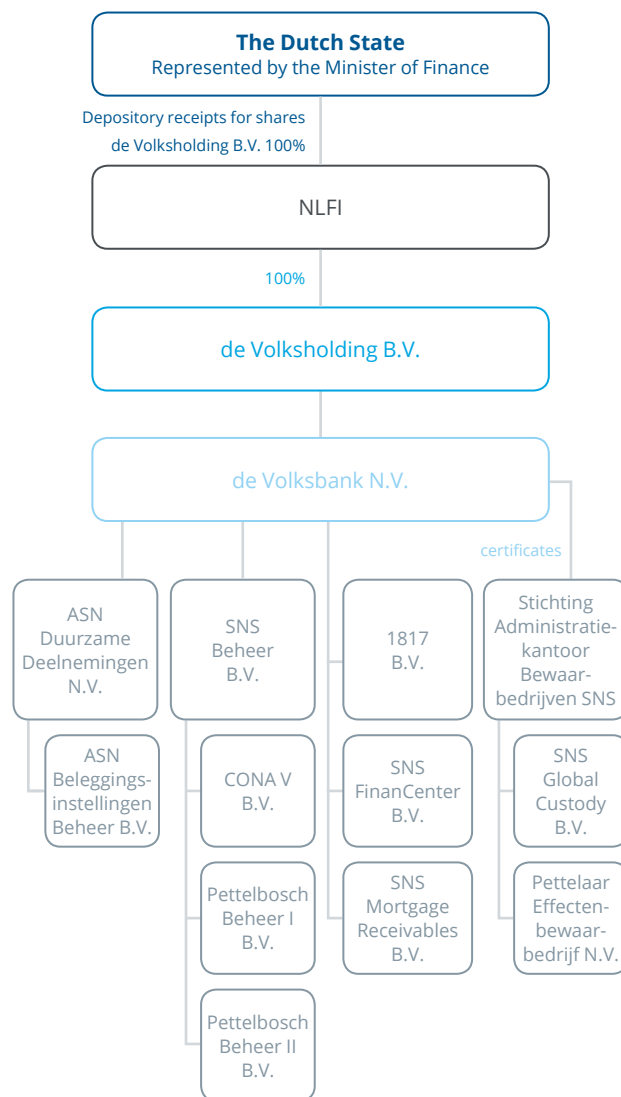 The Dutch State
Represented by the Minister of Finance
Depository receipts for shares
de Volksholding B.V. 100%
NLFI
100%
de Volksholding B.V.
de Volksbank N.V.
certificates
ASN
Duurzame
Deelnemingen
N.V.
SNS
Beheer
B.V.
1817
B.V.
Stichting
Administratie-
kantoor
Bewaar-
bedrijven SNS
ASN
Beleggings-
instellingen
Beheer B.V.
CONA V
B.V.
SNS
FinanCenter
B.V.
SNS
Global
Custody
B.V.
Pettelbosch
Beheer I
B.V.
SNS
Mortgage
Receivables
B.V.
Pettelaar
Effecten-
bewaar-
bedrijf N.V.
Pettelbosch
Beheer II
B.V.